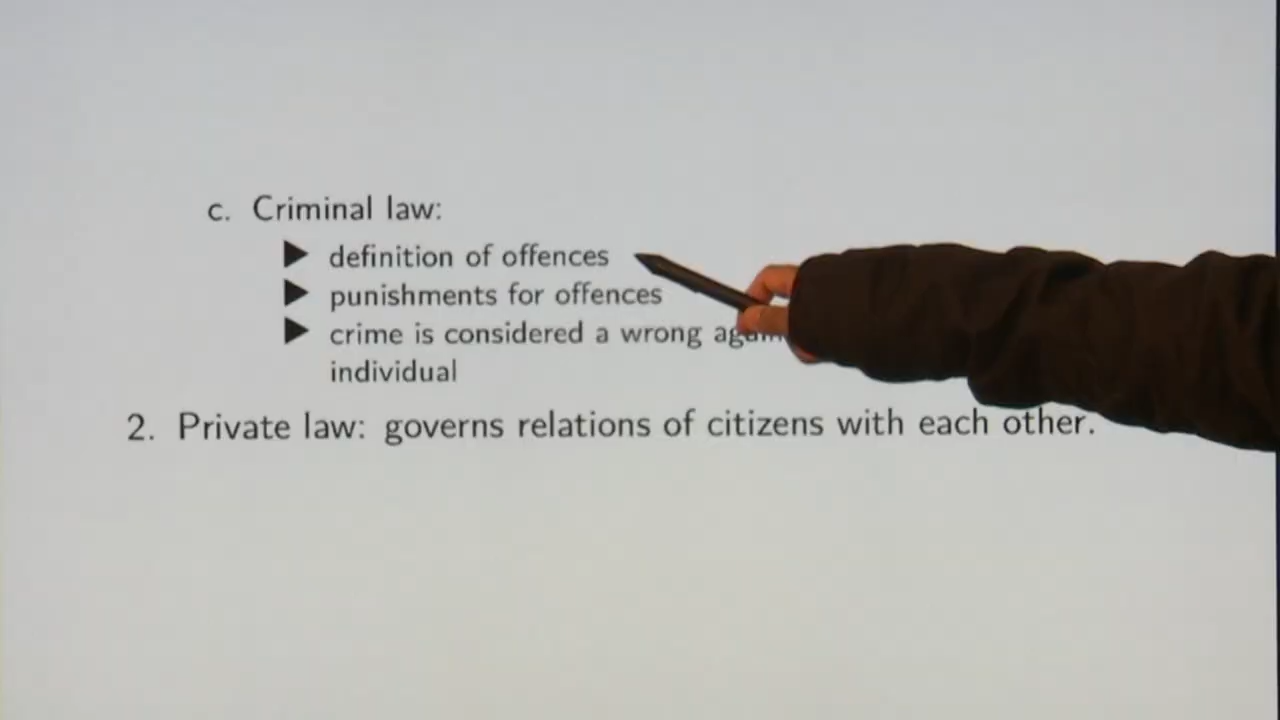 c. Criminal law:
▶ definition of offences
▶ punishments for offences
▶ crime is considered a wrong
individual
2. Private law: governs relations of citizens with each other.